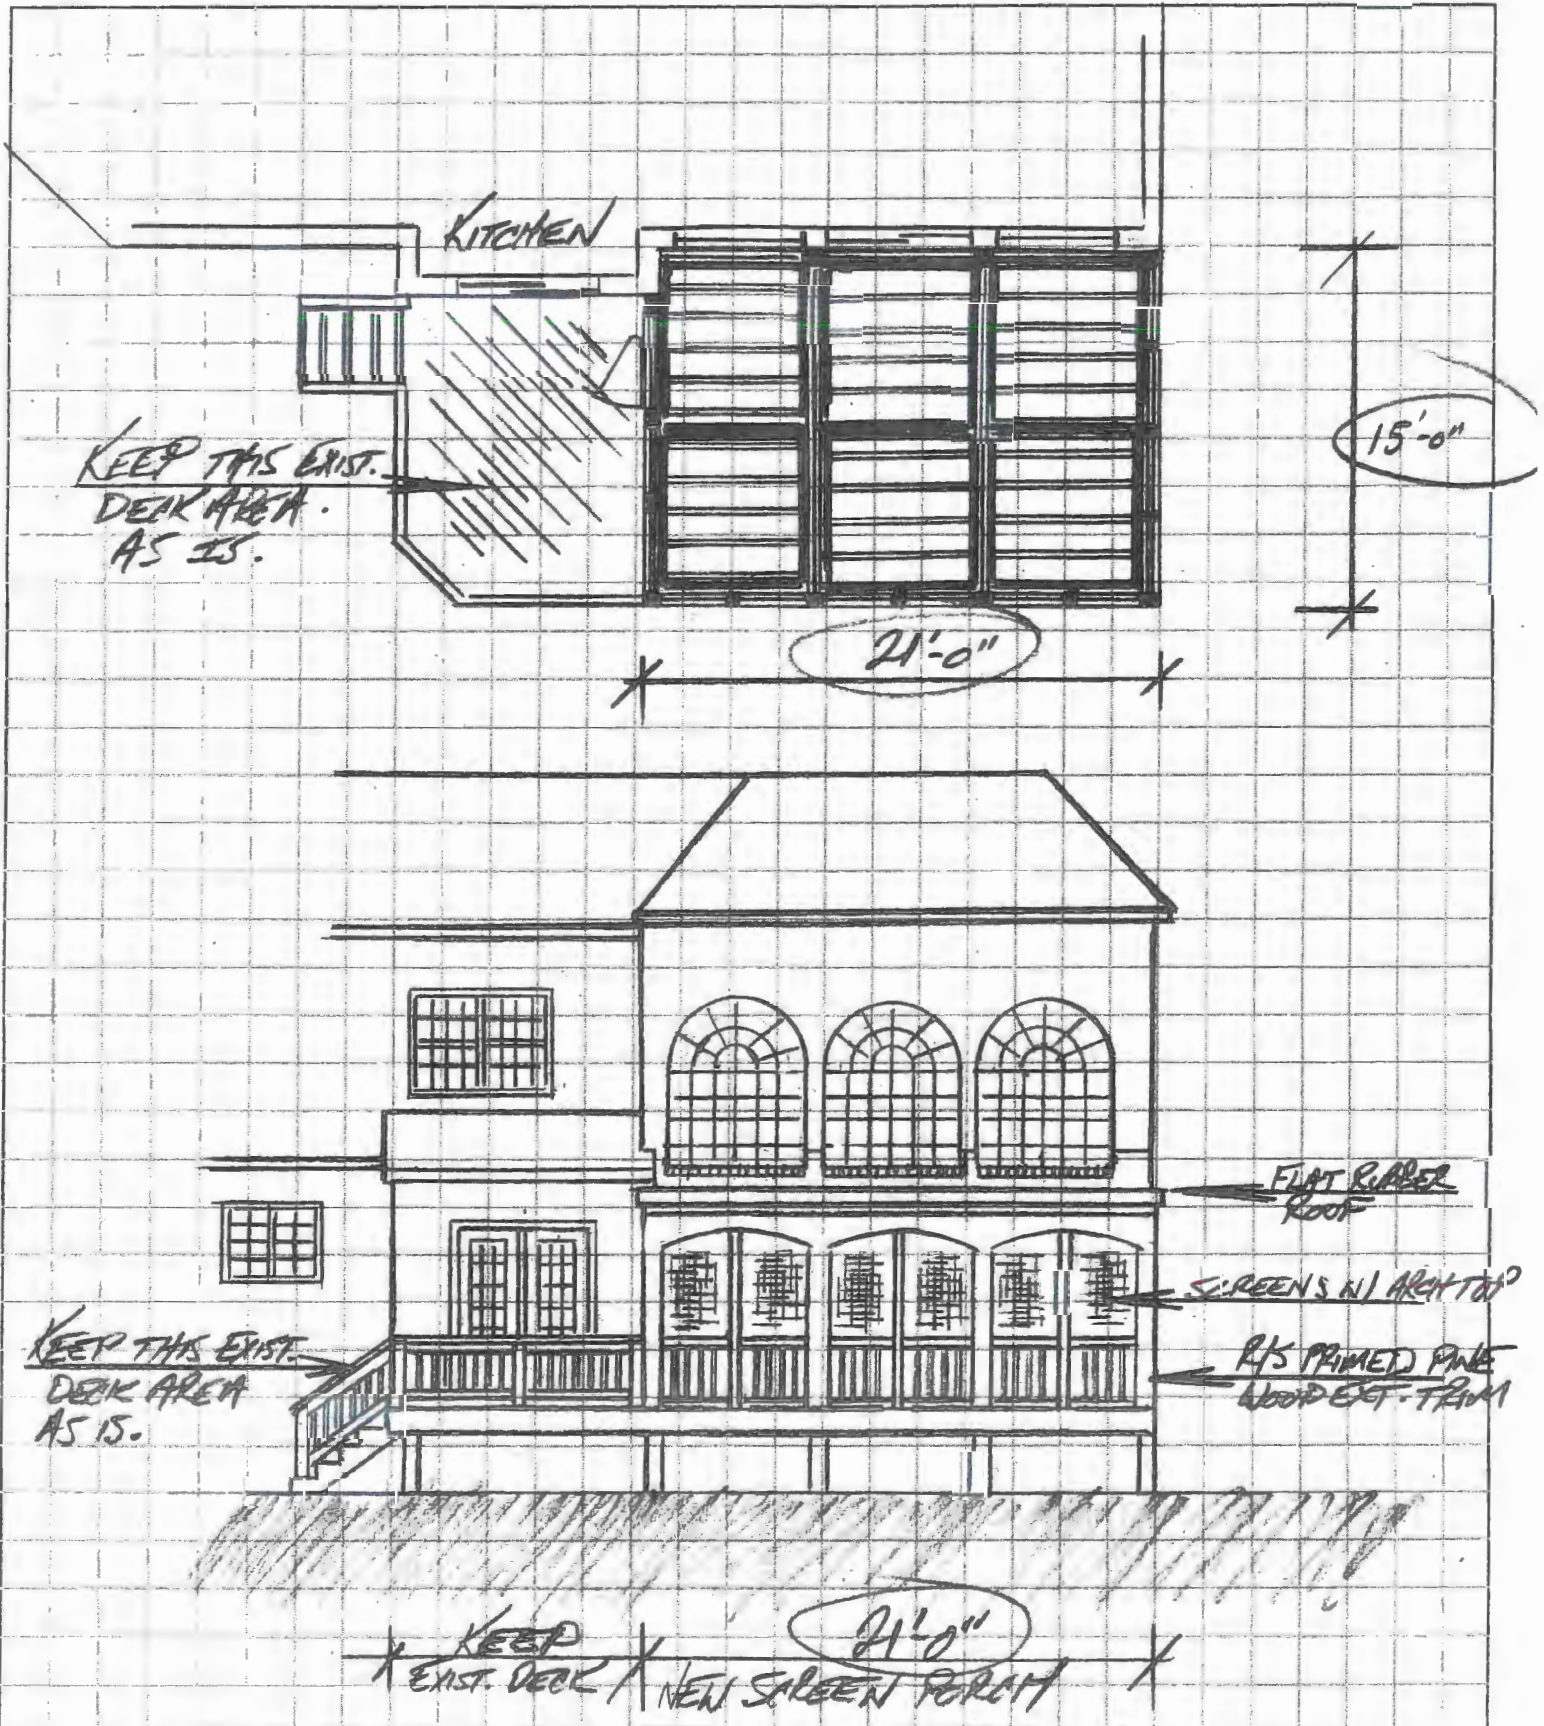 KITCHEN
KEEP THIS EXIST.
DECK AREA.
AS IS.
15'-0"
21'-0"
FLAT RUBBER
ROOF
SCREENS W/ ARCH TOP
KEEP THIS EXIST.
DECK AREA
AS IS.
R/S PRIMED PINE
WOOD EXT. TRIM
KEEP
EXIST. DECK
21'-0"
NEW SCREEN PORCH